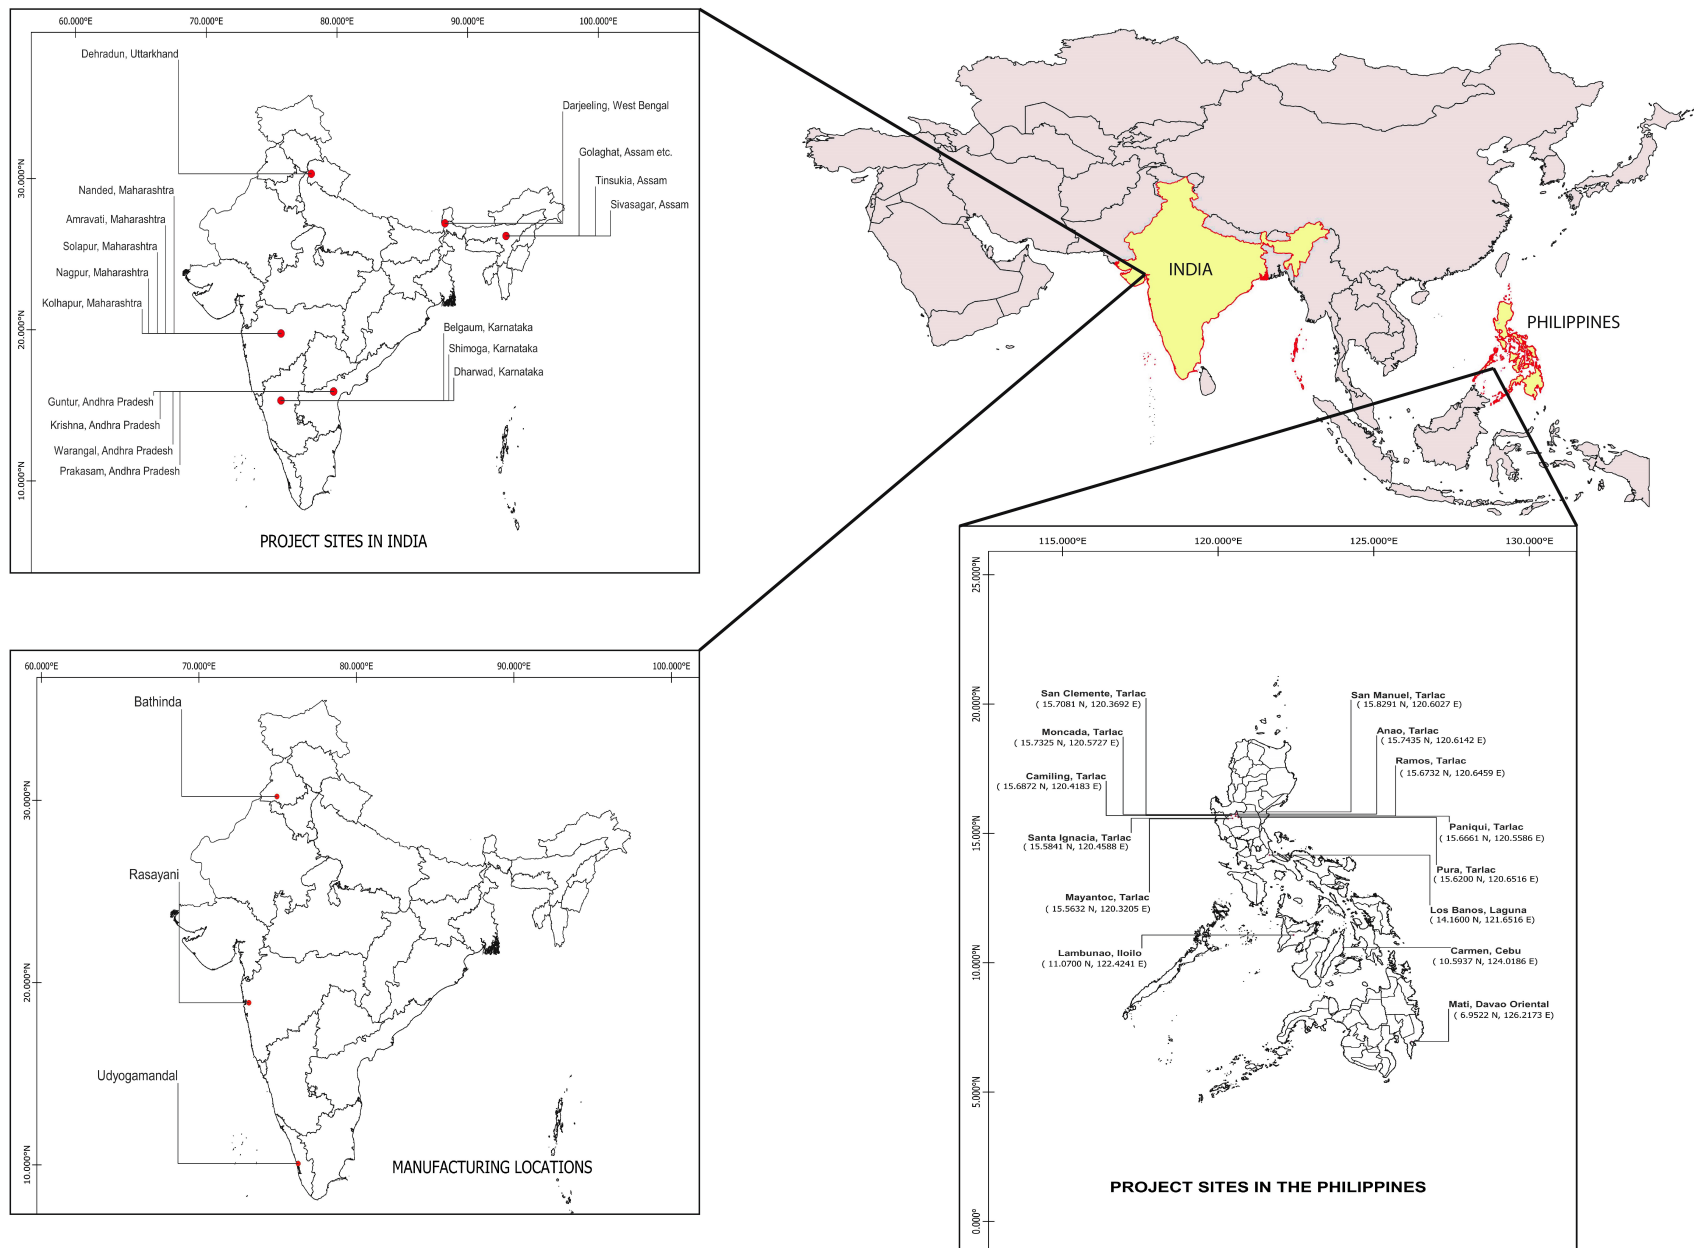 60.000°E 70.000°E 80.000°E 90.000°E 100.000°E
Dehradun, Uttarkhand
Darjeeling, West Bengal
Golaghat, Assam etc.
Tinsukia, Assam
Sivasagar, Assam
Nanded, Maharashtra
Amravati, Maharashtra
Solapur, Maharashtra
Nagpur, Maharashtra
Kolhapur, Maharashtra
Belgaum, Karnataka
Shimoga, Karnataka
Dharwad, Karnataka
Guntur, Andhra Pradesh
Krishna, Andhra Pradesh
Warangal, Andhra Pradesh
Prakasam, Andhra Pradesh
30.000°N
20.000°N
10.000°N
PROJECT SITES IN INDIA
INDIA
PHILIPPINES
60.000°E 70.000°E 80.000°E 90.000°E 100.000°E
Bathinda
Rasayani
Udyogamandal
30.000°N
20.000°N
10.000°N
MANUFACTURING LOCATIONS
115.000°E 120.000°E 125.000°E 130.000°E
25.000°N
20.000°N
15.000°N
10.000°N
5.000°N
0.000°
San Clemente, Tarlac
( 15.7081 N, 120.3692 E)
Moncada, Tarlac
( 15.7325 N, 120.5727 E)
Camiling, Tarlac
( 15.6872 N, 120.4183 E)
Santa Ignacia, Tarlac
( 15.5841 N, 120.4588 E)
Mayantoc, Tarlac
( 15.5632 N, 120.3205 E)
Lambunao, Iloilo
( 11.0700 N, 122.4241 E)
San Manuel, Tarlac
( 15.8291 N, 120.6027 E)
Anao, Tarlac
( 15.7435 N, 120.6142 E)
Ramos, Tarlac
( 15.6732 N, 120.6459 E)
Paniqui, Tarlac
( 15.6661 N, 120.5586 E)
Pura, Tarlac
( 15.6200 N, 120.6516 E)
Los Banos, Laguna
( 14.1600 N, 121.6516 E)
Carmen, Cebu
( 10.5937 N, 124.0186 E)
Mati, Davao Oriental
( 6.9522 N, 126.2173 E)
PROJECT SITES IN THE PHILIPPINES